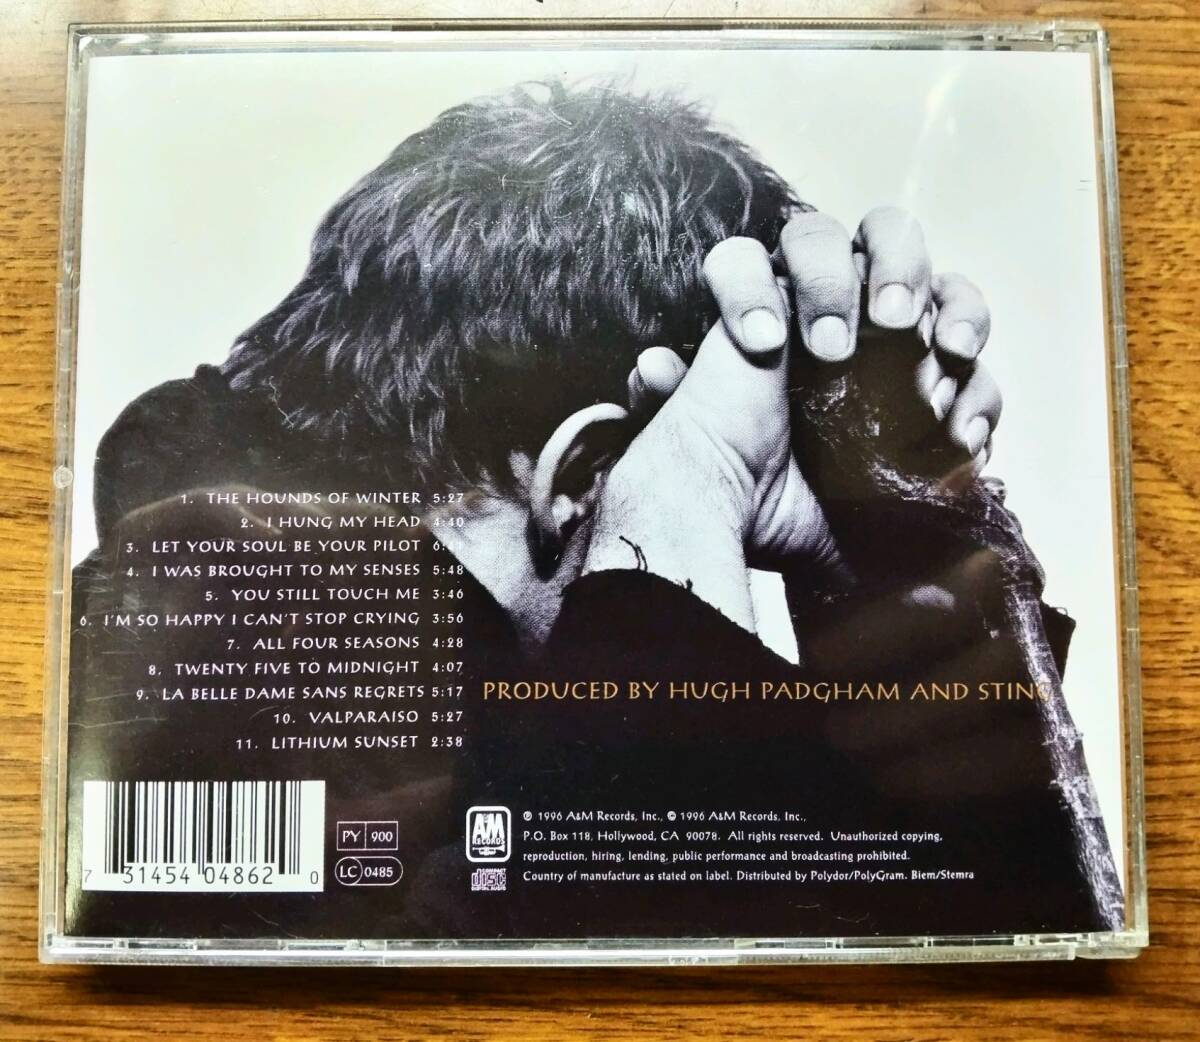 1. THE HOUNDS OF WINTER 5:27
2. I HUNG MY HEAD 4:40
3. LET YOUR SOUL BE YOUR PILOT
4. I WAS BROUGHT TO MY SENSES 5:48
5. YOU STILL TOUCH ME 3:46
6. I'M SO HAPPY I CAN'T STOP CRYING 3:56
7. ALL FOUR SEASONS 4:28
8. TWENTY FIVE TO MIDNIGHT 4:07
9. LA BELLE DAME SANS REGRETS 5:17
10. VALPARAISO 5:27
11. LITHIUM SUNSET 2:38
PRODUCED BY HUGH PADGHAM AND STING
7 31454 04862 0
PY 900
LC 0485
A&M
RECORDS
COMPACT
disc
DIGITAL AUDIO
℗ 1996 A&M Records, Inc., © 1996 A&M Records, Inc.,
P.O. Box 118, Hollywood, CA 90078. All rights reserved. Unauthorized copying,
reproduction, hiring, lending, public performance and broadcasting prohibited.
Country of manufacture as stated on label. Distributed by Polydor/PolyGram. Biem/Stemra